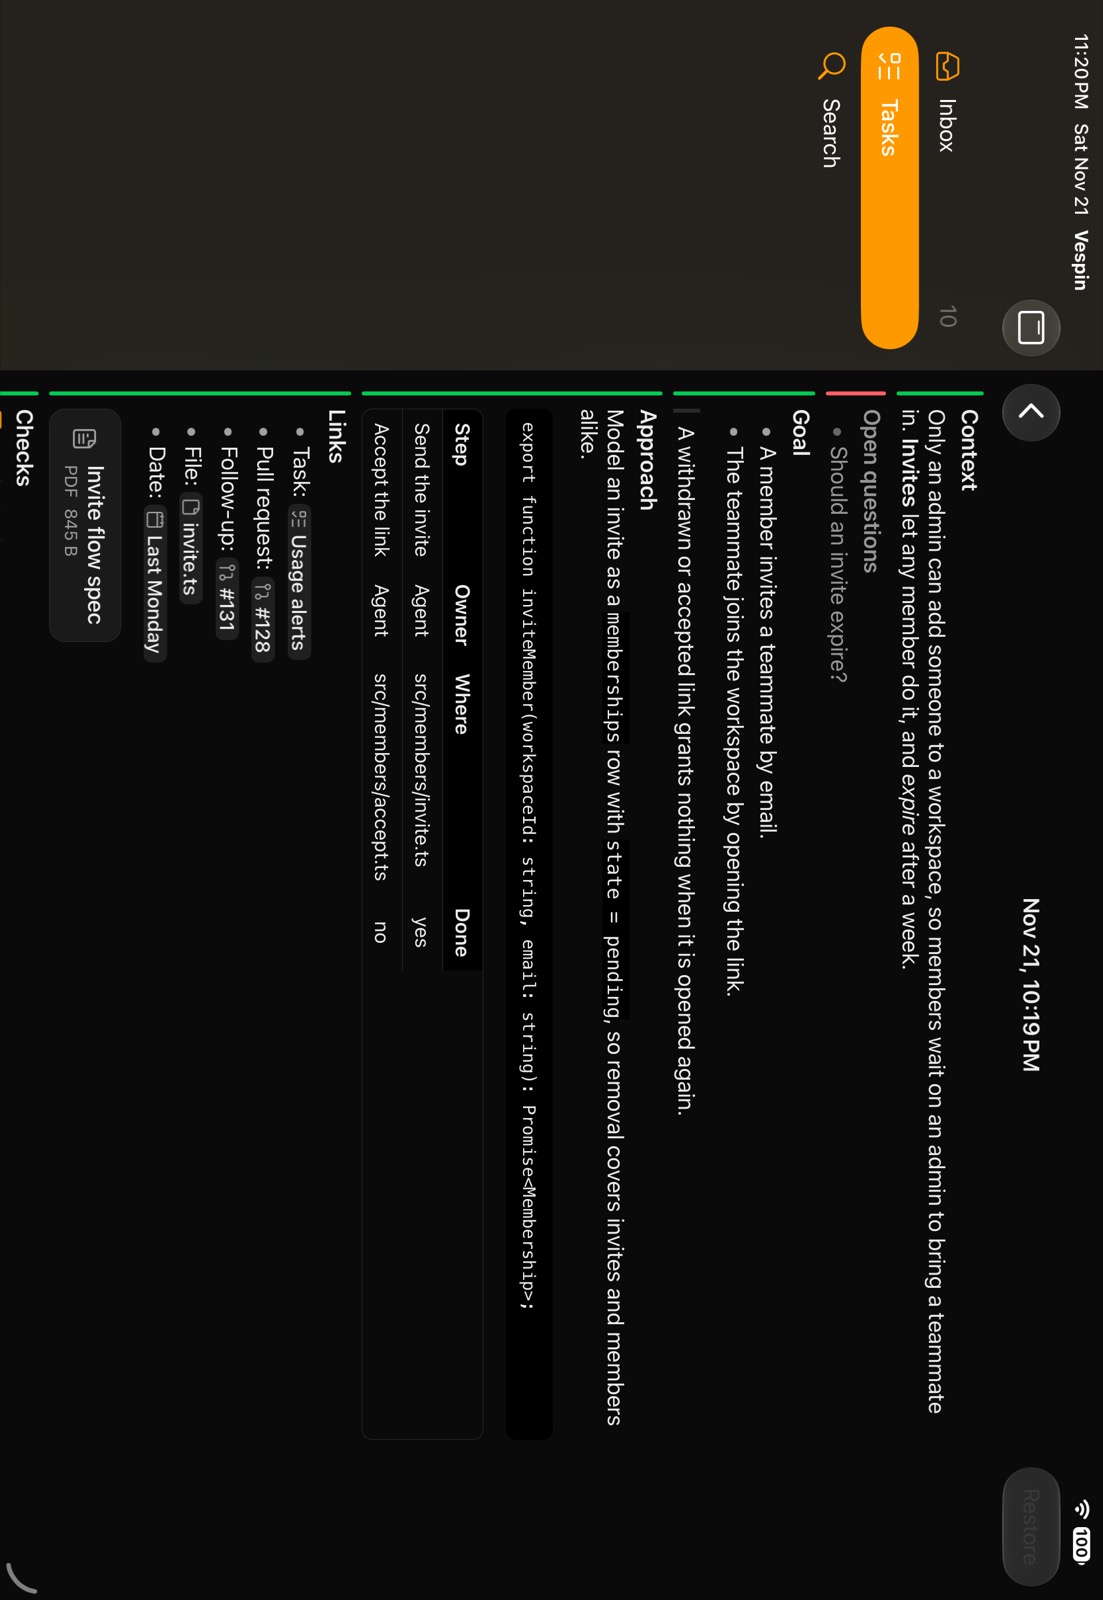 11:20 PM Sat Nov 21 Vespin
100
Inbox 10
Tasks
Search
Nov 21, 10:19 PM
Restore
Context
Only an admin can add someone to a workspace, so members wait on an admin to bring a teammate
in. Invites let any member do it, and expire after a week.
Open questions
• Should an invite expire?
Goal
• A member invites a teammate by email.
• The teammate joins the workspace by opening the link.
A withdrawn or accepted link grants nothing when it is opened again.
Approach
Model an invite as a memberships row with state = pending, so removal covers invites and members
alike.
export function inviteMember(workspaceId: string, email: string): Promise<Membership>;
Step Owner Where Done
Send the invite Agent src/members/invite.ts yes
Accept the link Agent src/members/accept.ts no
Links
• Task: Usage alerts
• Pull request: #128
• Follow-up: #131
• File: invite.ts
• Date: Last Monday
Invite flow spec
PDF 845 B
Checks